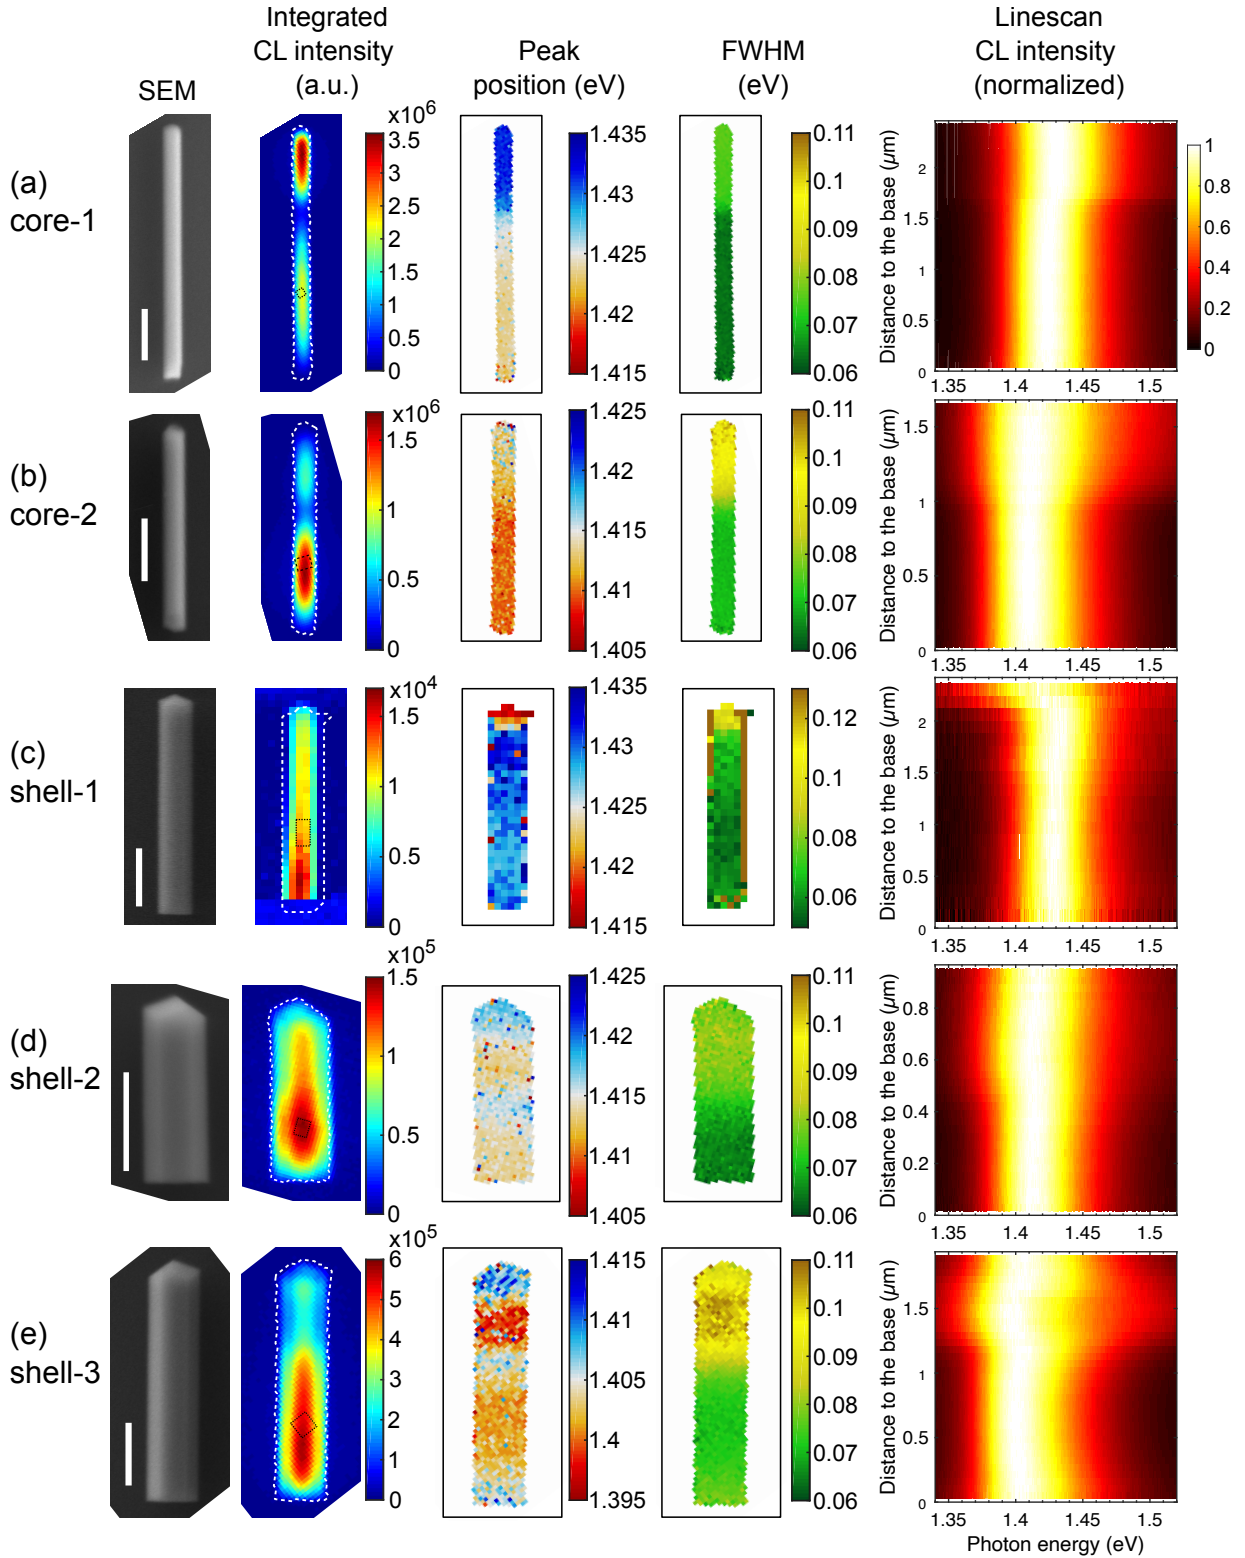 Integrated
CL intensity
(a.u.)
Peak
position (eV)
FWHM
(eV)
Linescan
CL intensity
(normalized)
SEM
(a)
core-1
x10^6
3.5
3
2.5
2
1.5
1
0.5
0
1.435
1.43
1.425
1.42
1.415
0.11
0.1
0.09
0.08
0.07
0.06
Distance to the base (µm)
2
1.5
1
0.5
0
1.35 1.4 1.45 1.5
1
0.8
0.6
0.4
0.2
0
(b)
core-2
x10^6
1.5
1
0.5
0
1.425
1.42
1.415
1.41
1.405
0.11
0.1
0.09
0.08
0.07
0.06
Distance to the base (µm)
1.5
1
0.5
0
1.35 1.4 1.45 1.5
(c)
shell-1
x10^4
1.5
1
0.5
0
1.435
1.43
1.425
1.42
1.415
0.12
0.1
0.08
0.06
Distance to the base (µm)
2
1.5
1
0.5
0
1.35 1.4 1.45 1.5
(d)
shell-2
x10^5
1.5
1
0.5
0
1.425
1.42
1.415
1.41
1.405
0.11
0.1
0.09
0.08
0.07
0.06
Distance to the base (µm)
0.8
0.6
0.4
0.2
0
1.35 1.4 1.45 1.5
(e)
shell-3
x10^5
6
5
4
3
2
1
0
1.415
1.41
1.405
1.4
1.395
0.11
0.1
0.09
0.08
0.07
0.06
Distance to the base (µm)
1.5
1
0.5
0
1.35 1.4 1.45 1.5
Photon energy (eV)